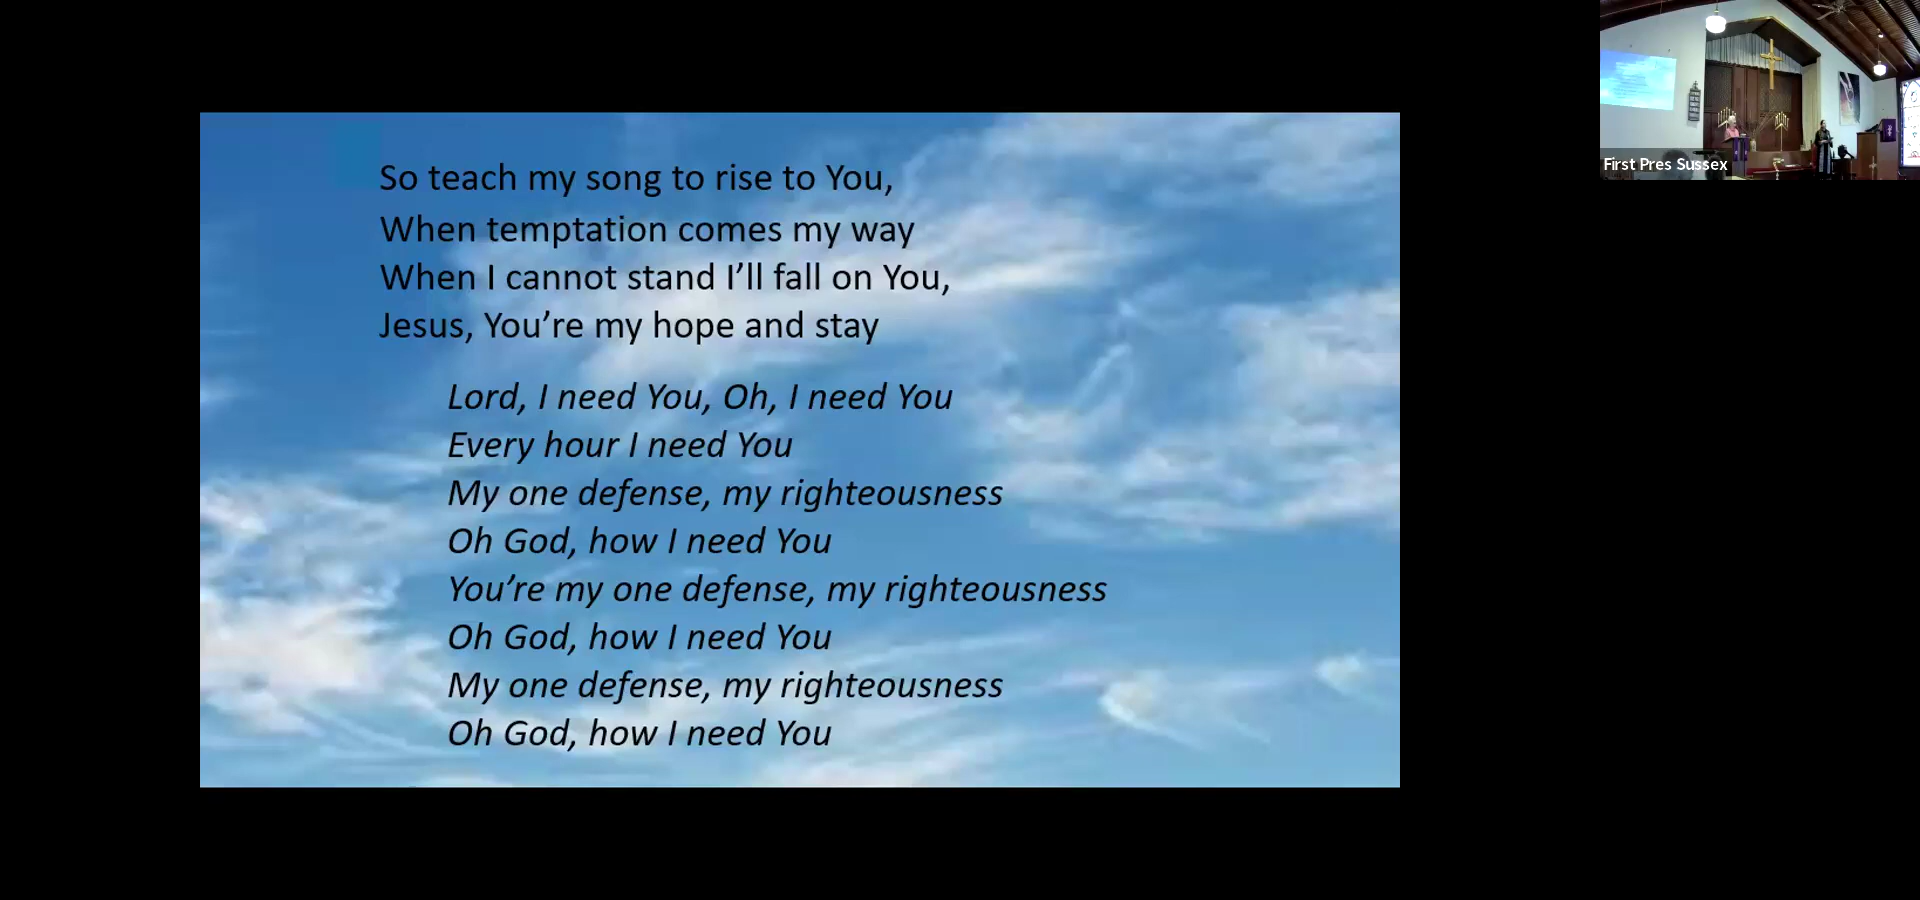 So teach my song to rise to You,
When temptation comes my way
When I cannot stand I’ll fall on You,
Jesus, You’re my hope and stay
Lord, I need You, Oh, I need You
Every hour I need You
My one defense, my righteousness
Oh God, how I need You
You’re my one defense, my righteousness
Oh God, how I need You
My one defense, my righteousness
Oh God, how I need You
First Pres Sussex